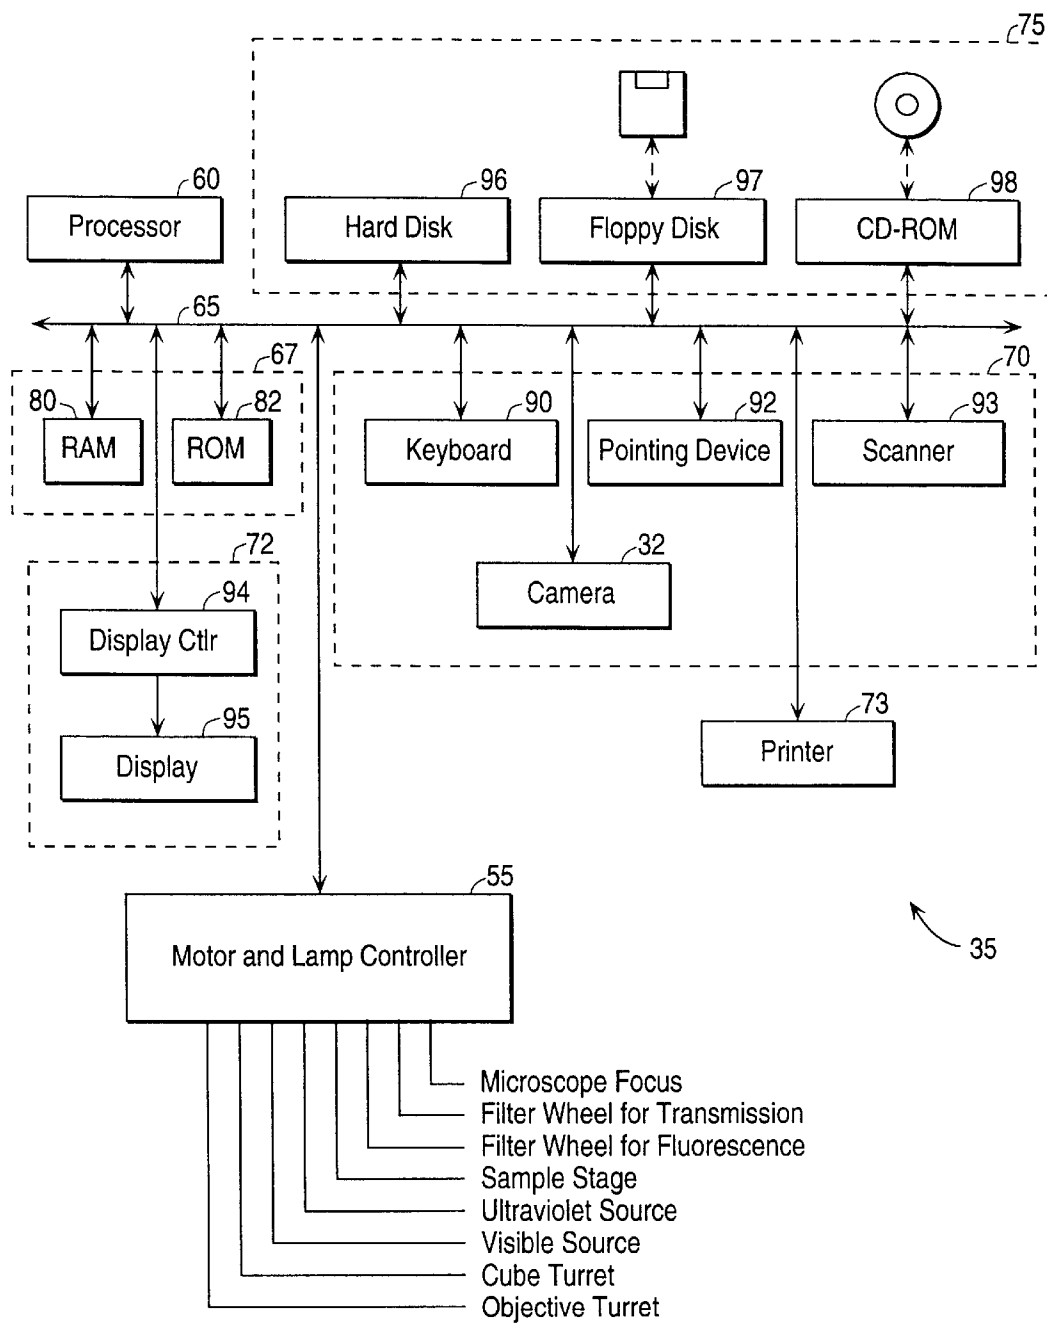 75
60
Processor
96
Hard Disk
97
Floppy Disk
98
CD-ROM
65
67
80
RAM
82
ROM
70
90
Keyboard
92
Pointing Device
93
Scanner
72
94
Display Ctlr
95
Display
32
Camera
73
Printer
55
Motor and Lamp Controller
35
Microscope Focus
Filter Wheel for Transmission
Filter Wheel for Fluorescence
Sample Stage
Ultraviolet Source
Visible Source
Cube Turret
Objective Turret